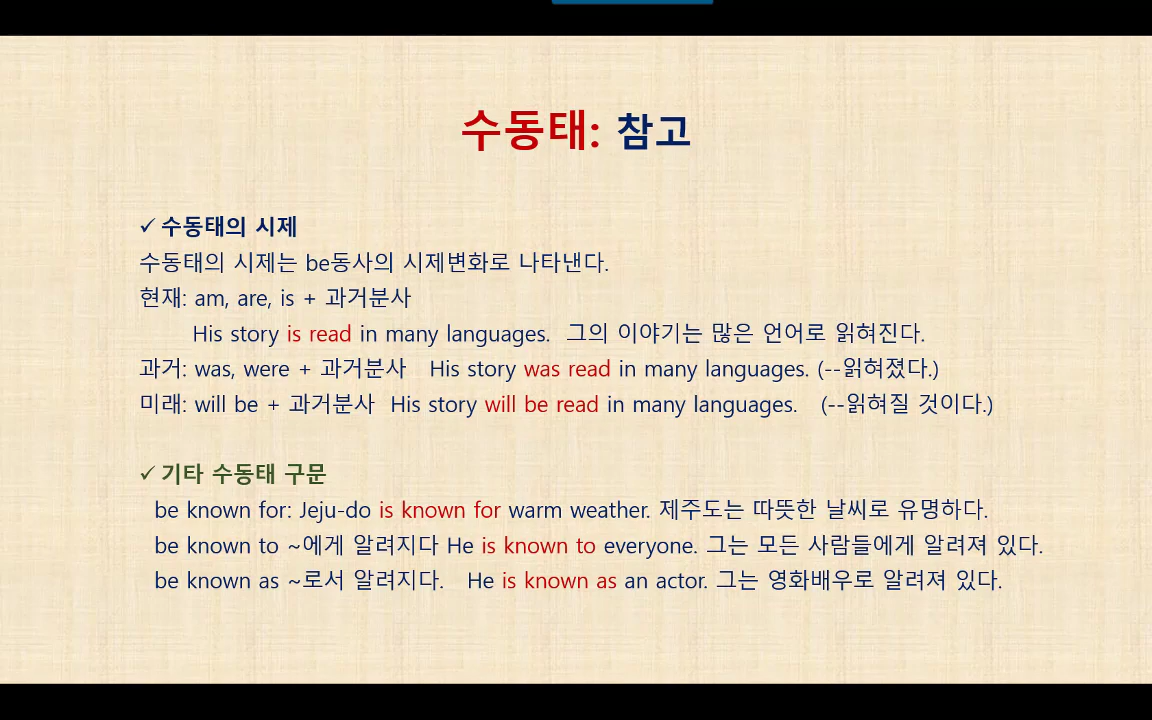 수동태: 참고
✓ 수동태의 시제
수동태의 시제는 be동사의 시제변화로 나타낸다.
현재: am, are, is + 과거분사
His story is read in many languages. 그의 이야기는 많은 언어로 읽혀진다.
과거: was, were + 과거분사 His story was read in many languages. (--읽혀졌다.)
미래: will be + 과거분사 His story will be read in many languages. (--읽혀질 것이다.)
✓ 기타 수동태 구문
be known for: Jeju-do is known for warm weather. 제주도는 따뜻한 날씨로 유명하다.
be known to ~에게 알려지다 He is known to everyone. 그는 모든 사람들에게 알려져 있다.
be known as ~로서 알려지다. He is known as an actor. 그는 영화배우로 알려져 있다.